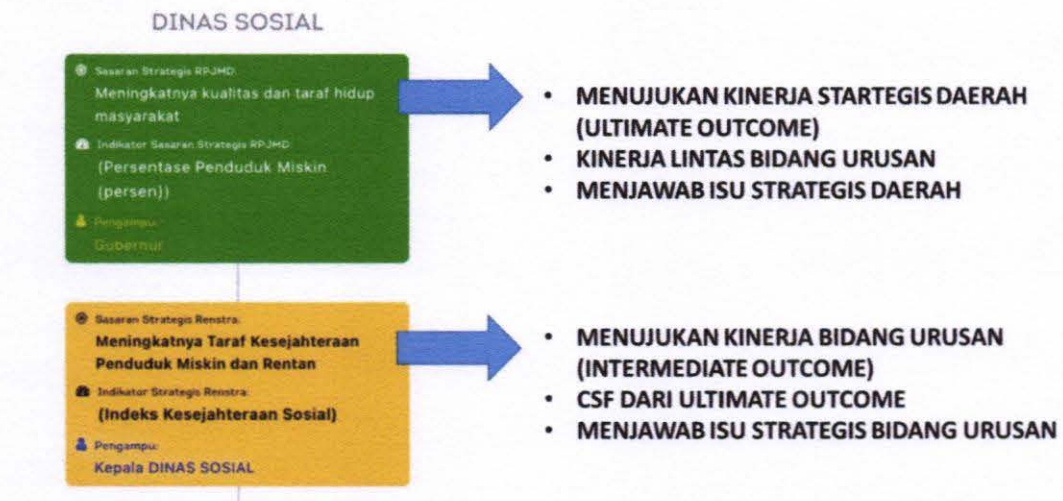 DINAS SOSIAL
Sasaran Strategis RPJMD:
Meningkatnya kualitas dan taraf hidup
masyarakat
Indikator Sasaran Strategis RPJMD:
(Persentase Penduduk Miskin
(persen))
Pengampu:
Gubernur
• MENUJUKAN KINERJA STARTEGIS DAERAH
(ULTIMATE OUTCOME)
• KINERJA LINTAS BIDANG URUSAN
• MENJAWAB ISU STRATEGIS DAERAH
Sasaran Strategis Renstra:
Meningkatnya Taraf Kesejahteraan
Penduduk Miskin dan Rentan
Indikator Strategis Renstra:
(Indeks Kesejahteraan Sosial)
Pengampu:
Kepala DINAS SOSIAL
• MENUJUKAN KINERJA BIDANG URUSAN
(INTERMEDIATE OUTCOME)
• CSF DARI ULTIMATE OUTCOME
• MENJAWAB ISU STRATEGIS BIDANG URUSAN